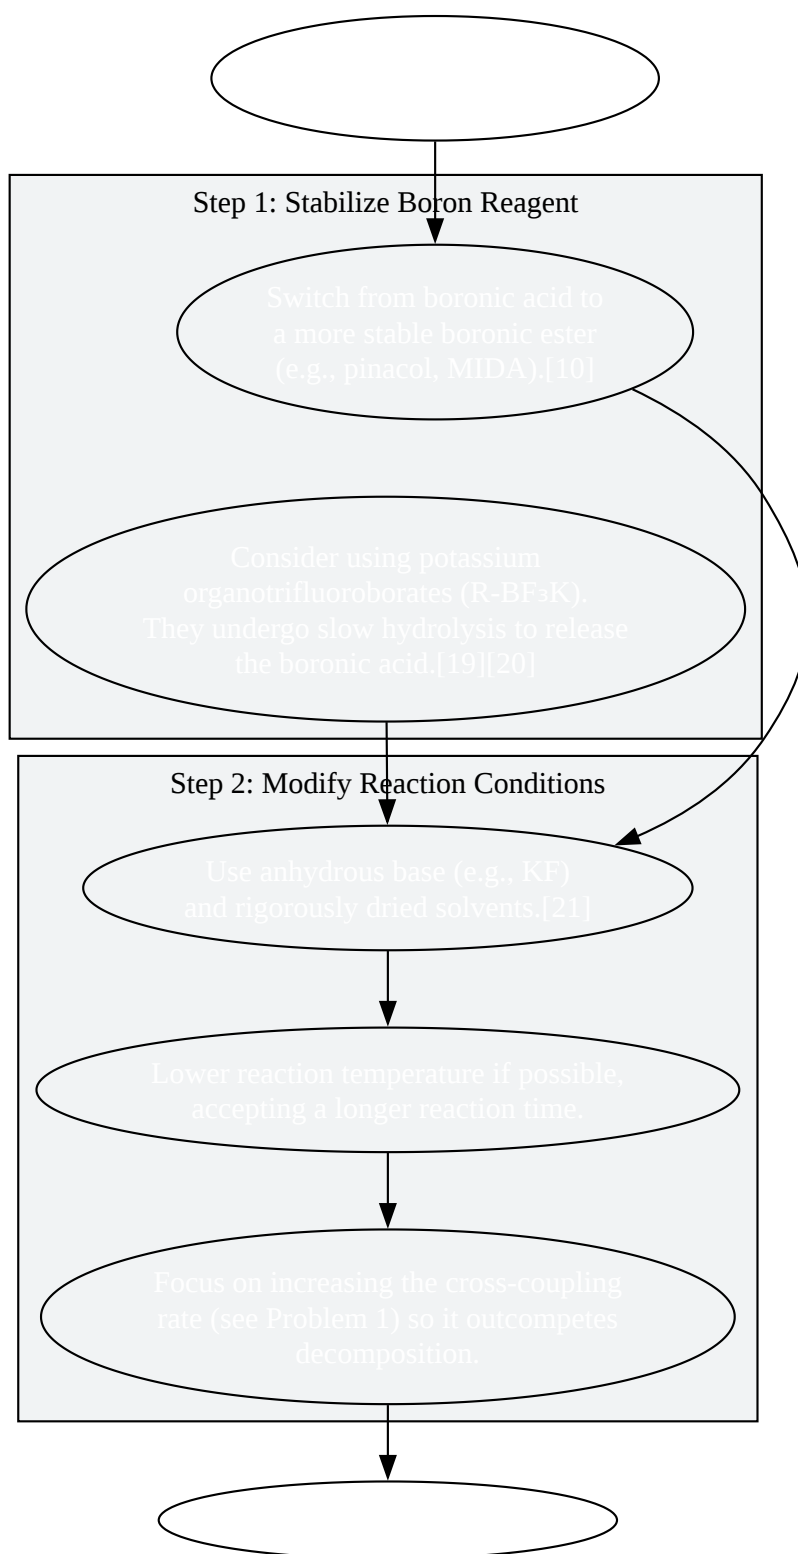 Step 1: Stabilize Boron Reagent
Switch from boronic acid to
a more stable boronic ester
(e.g., pinacol, MIDA).[10]
Consider using potassium
organotrifluoroborates (R-BF₃K).
They undergo slow hydrolysis to release
the boronic acid.[19][20]
Step 2: Modify Reaction Conditions
Use anhydrous base (e.g., KF)
and rigorously dried solvents.[21]
Lower reaction temperature if possible,
accepting a longer reaction time.
Focus on increasing the cross-coupling
rate (see Problem 1) so it outcompetes
decomposition.